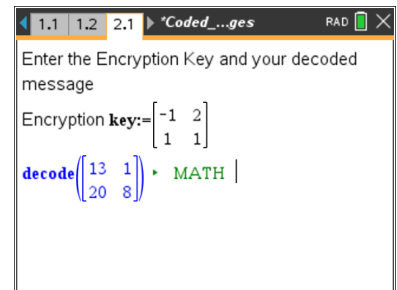 1.1 1.2 2.1 *Coded_...ges RAD
Enter the Encryption Key and your decoded
message
Encryption key:=[-1 2
1 1]
decode([13 1
20 8]) ▸ MATH